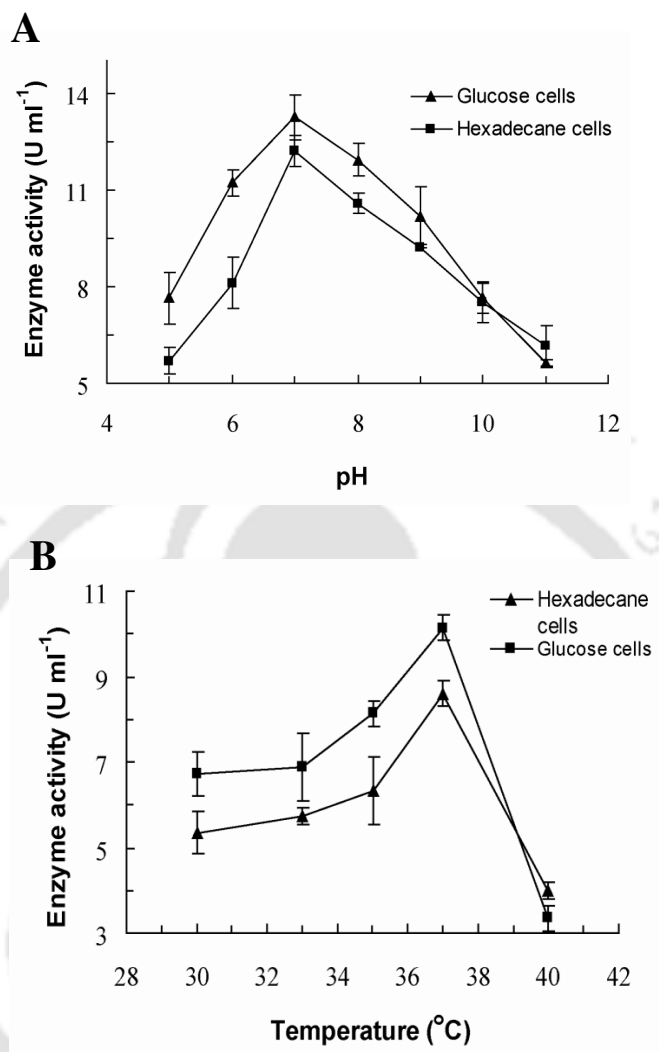 A
Enzyme activity (U ml⁻¹)
14
11
8
5
Glucose cells
Hexadecane cells
4 6 8 10 12
pH
B
Enzyme activity (U ml⁻¹)
11
9
7
5
3
Hexadecane
cells
Glucose cells
28 30 32 34 36 38 40 42
Temperature (°C)